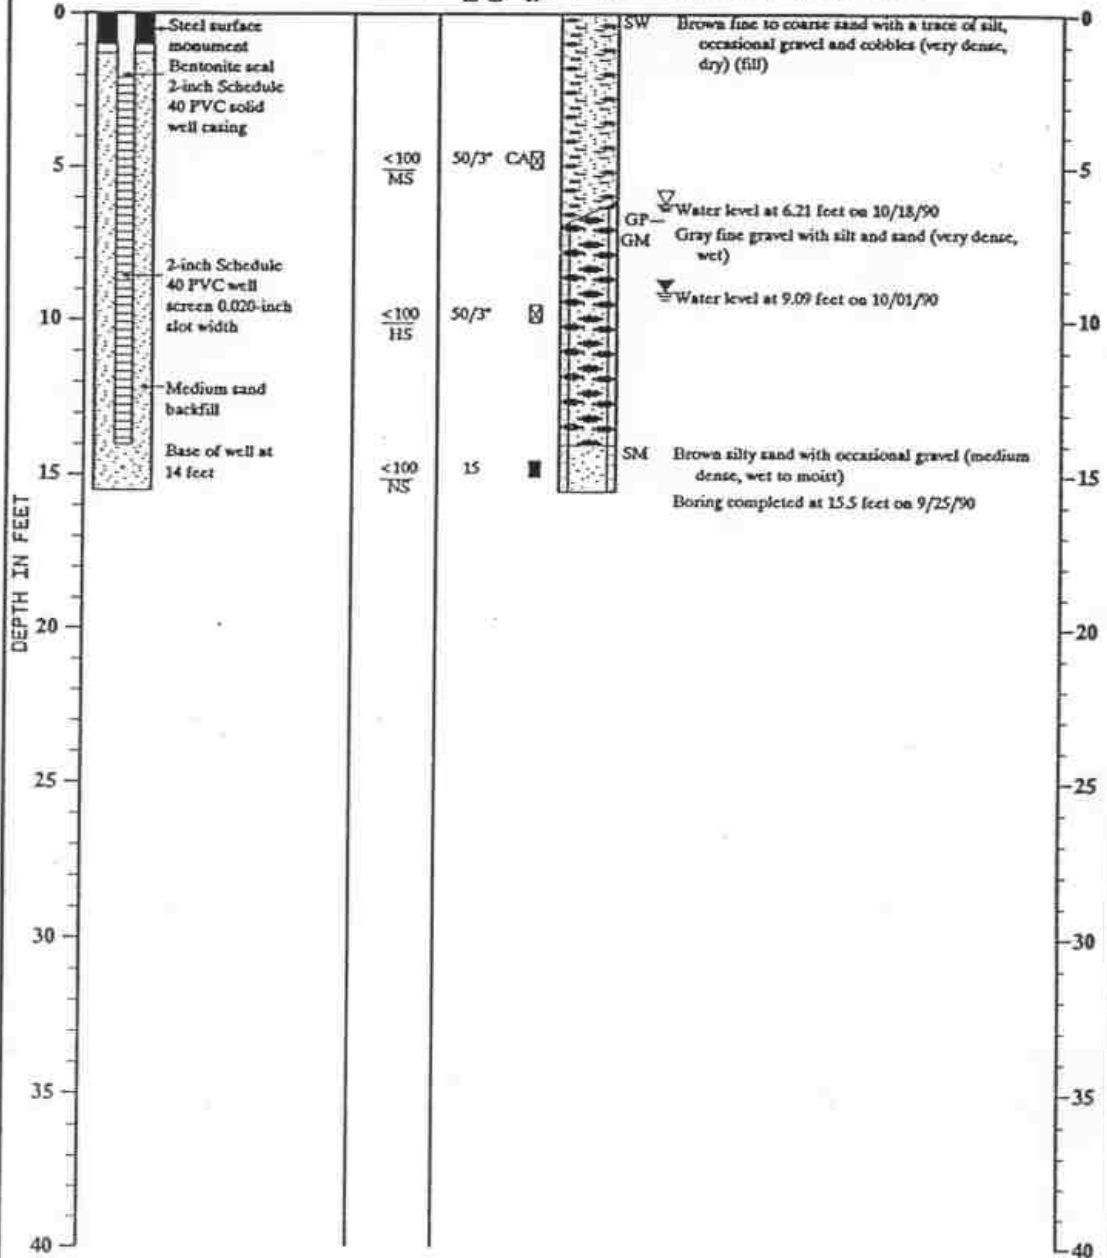 0
5
10
15
20
25
30
35
40
DEPTH IN FEET
Steel surface
monument
Bentonite seal
2-inch Schedule
40 PVC solid
well casing
2-inch Schedule
40 PVC well
screen 0.020-inch
slot width
Medium sand
backfill
Base of well at
14 feet
<100
MS
50/3" CA
<100
HS
50/3"
<100
NS
15
SW
Brown fine to coarse sand with a trace of silt,
occasional gravel and cobbles (very dense,
dry) (fill)
Water level at 6.21 feet on 10/18/90
GP-
GM
Gray fine gravel with silt and sand (very dense,
wet)
Water level at 9.09 feet on 10/01/90
SM
Brown silty sand with occasional gravel (medium
dense, wet to moist)
Boring completed at 15.5 feet on 9/25/90
0
5
10
15
20
25
30
35
40